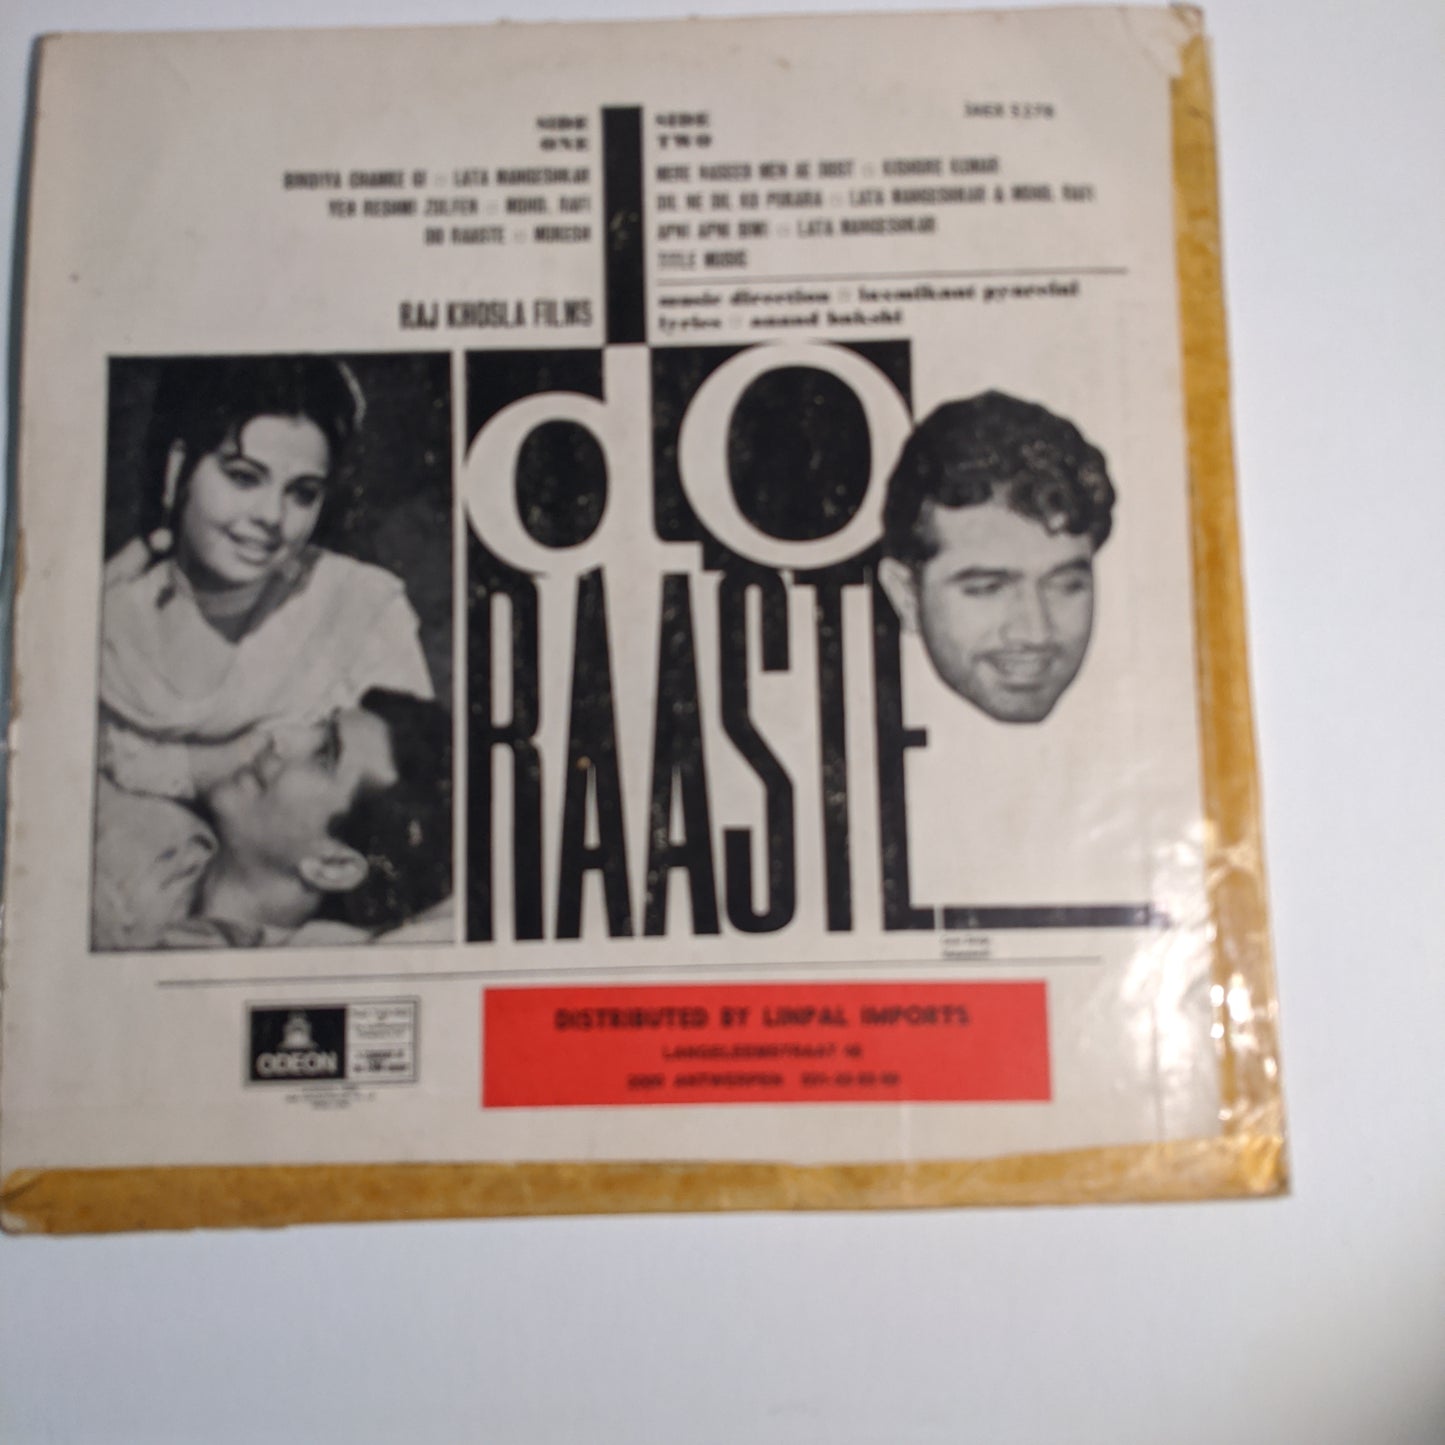 SIDE ONE
BINDIYA CHAMKE GI □ LATA MANGESHKAR
YEH RESHMI ZULFEN □ MOHD. RAFI
DO RAASTE □ MUKESH
SIDE TWO
MERE NASEEB MEN AE DOST □ KISHORE KUMAR
DIL NE DIL KO PUKARA □ LATA MANGESHKAR & MOHD. RAFI
APNI APNI BIWI □ LATA MANGESHKAR
TITLE MUSIC
music direction □ laxmikant pyarelal
lyrics □ anand bakshi
RAJ KHOSLA FILMS
do
RAASTE
ODEON
DISTRIBUTED BY LINPAL IMPORTS
ANTWERPEN